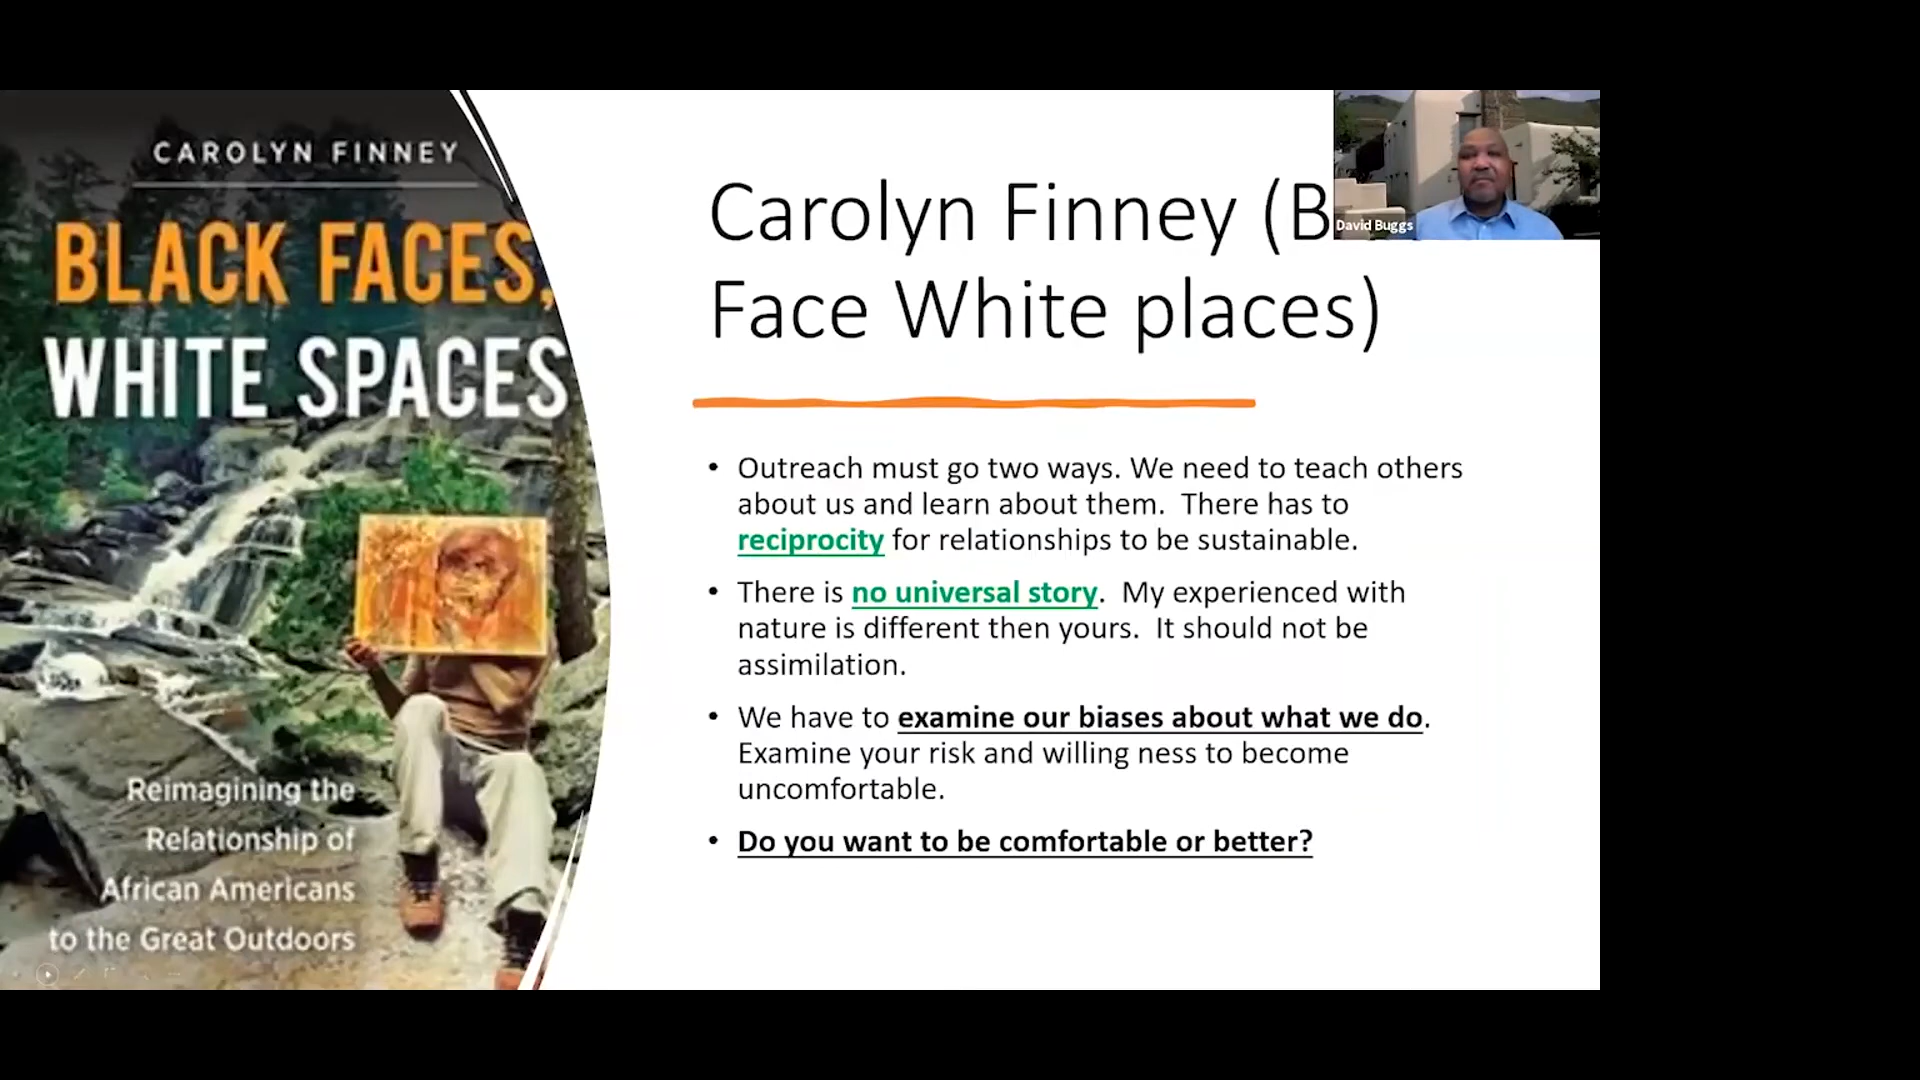 CAROLYN FINNEY
BLACK FACES,
WHITE SPACES
Reimagining the
Relationship of
African Americans
to the Great Outdoors
Carolyn Finney (B
Face White places)
David Buggs
• Outreach must go two ways. We need to teach others
about us and learn about them.  There has to
reciprocity for relationships to be sustainable.
• There is no universal story.  My experienced with
nature is different then yours.  It should not be
assimilation.
• We have to examine our biases about what we do.
Examine your risk and willing ness to become
uncomfortable.
• Do you want to be comfortable or better?